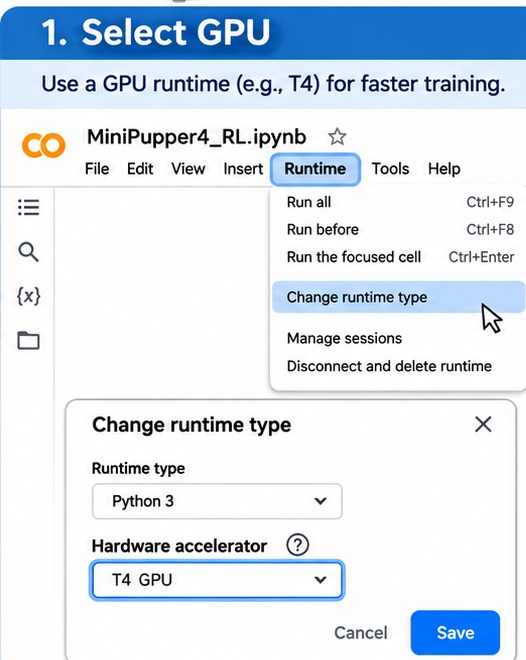 1. Select GPU
Use a GPU runtime (e.g., T4) for faster training.
CO
MiniPupper4_RL.ipynb
File Edit View Insert Runtime Tools Help
Run all Ctrl+F9
Run before Ctrl+F8
Run the focused cell Ctrl+Enter
{x}
Change runtime type
Manage sessions
Disconnect and delete runtime
Change runtime type
Runtime type
Python 3
Hardware accelerator ?
T4 GPU
Cancel Save